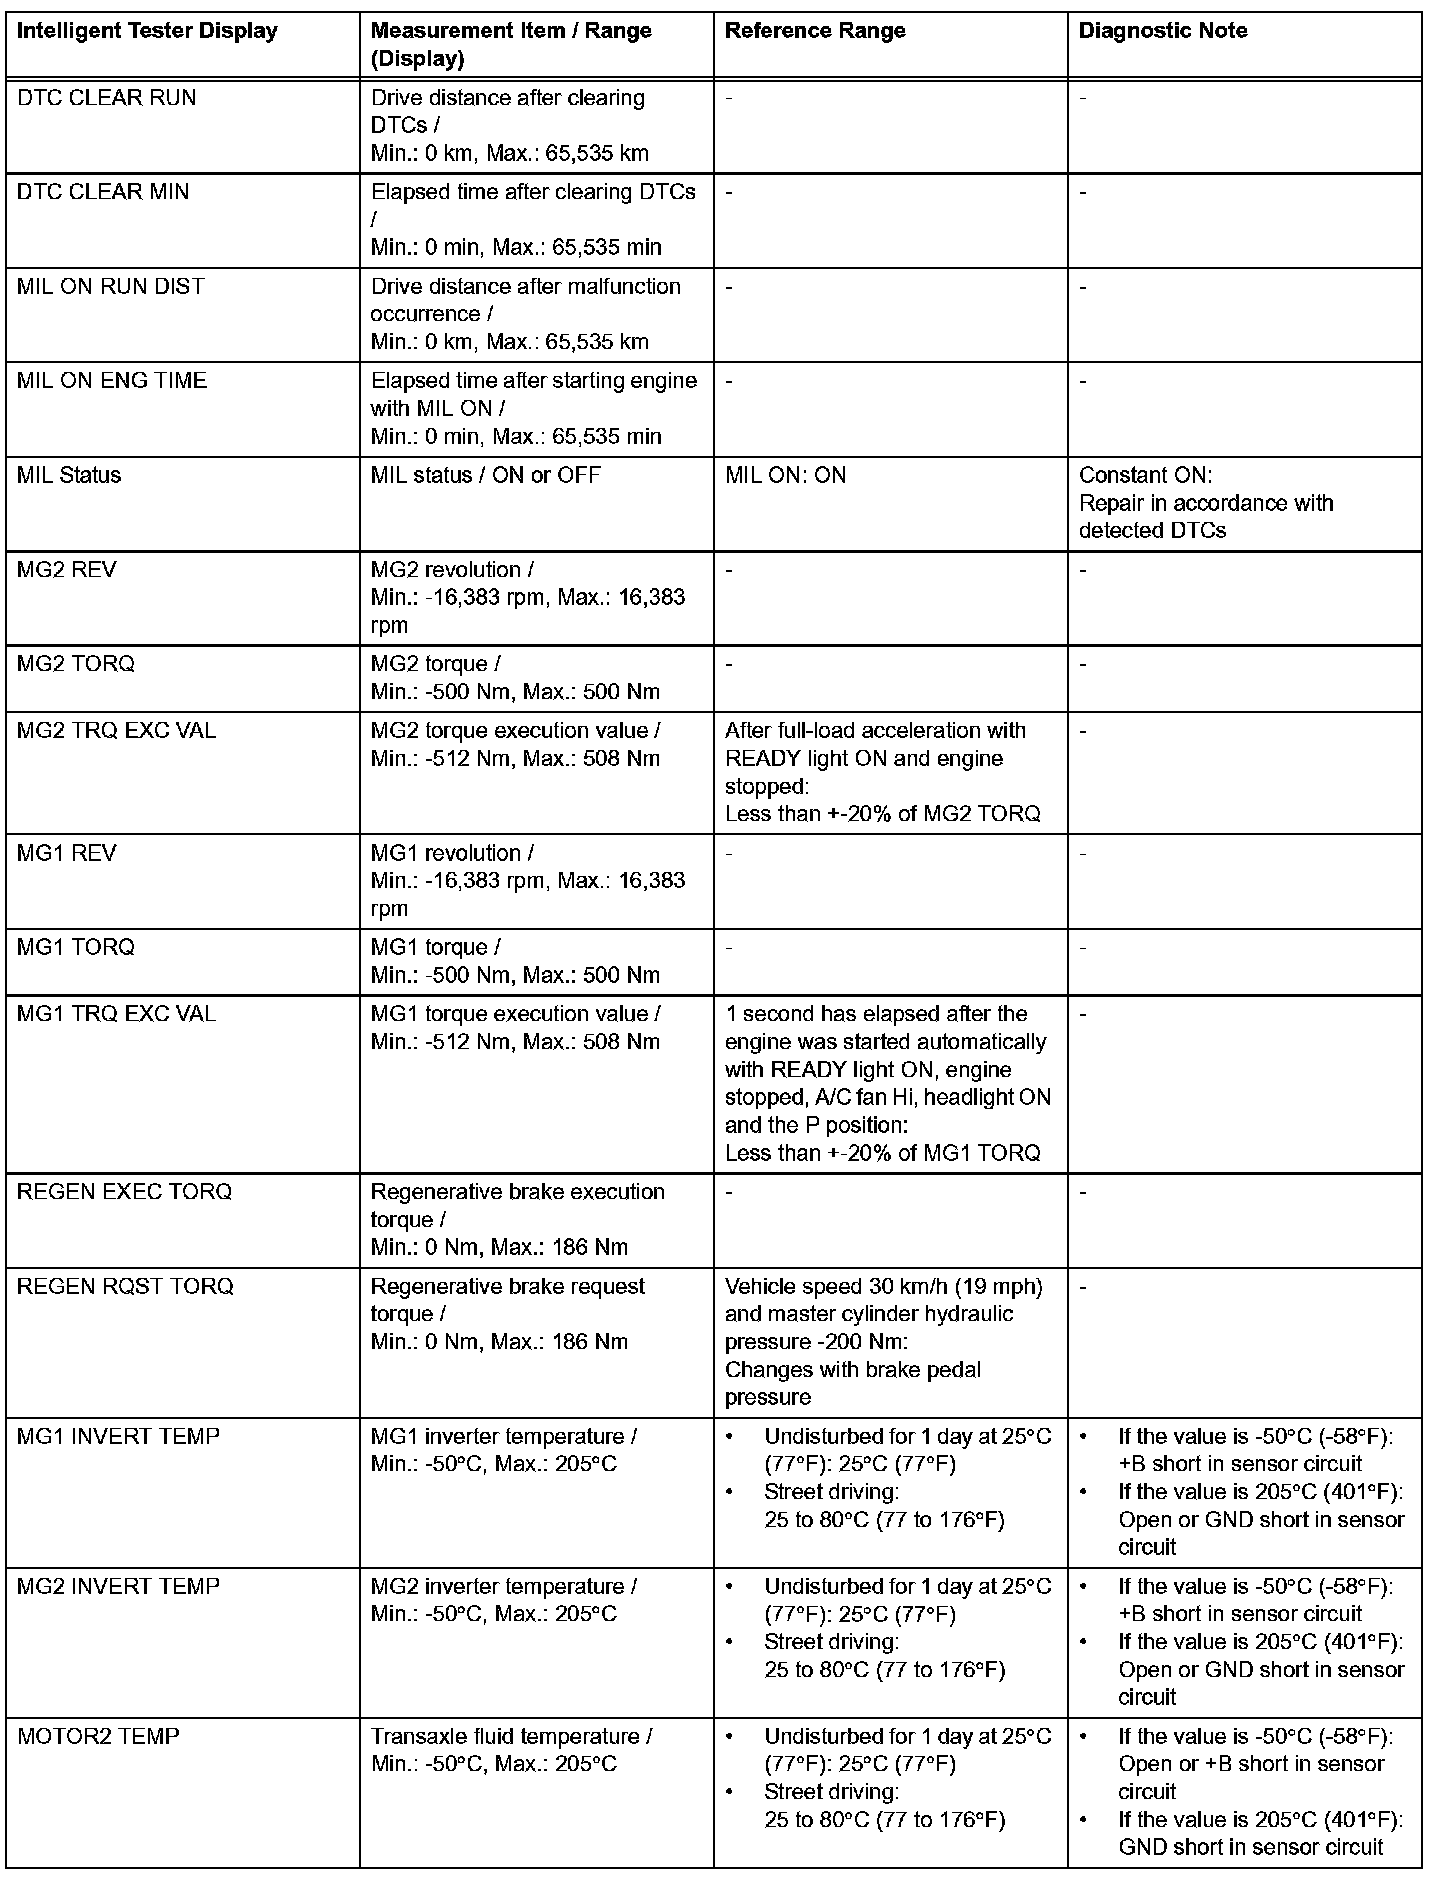 Intelligent Tester Display
Measurement Item / Range
(Display)
Reference Range
Diagnostic Note
DTC CLEAR RUN
Drive distance after clearing
DTCs /
Min.: 0 km, Max.: 65,535 km
-
-
DTC CLEAR MIN
Elapsed time after clearing DTCs
/
Min.: 0 min, Max.: 65,535 min
-
-
MIL ON RUN DIST
Drive distance after malfunction
occurrence /
Min.: 0 km, Max.: 65,535 km
-
-
MIL ON ENG TIME
Elapsed time after starting engine
with MIL ON /
Min.: 0 min, Max.: 65,535 min
-
-
MIL Status
MIL status / ON or OFF
MIL ON: ON
Constant ON:
Repair in accordance with
detected DTCs
MG2 REV
MG2 revolution /
Min.: -16,383 rpm, Max.: 16,383
rpm
-
-
MG2 TORQ
MG2 torque /
Min.: -500 Nm, Max.: 500 Nm
-
-
MG2 TRQ EXC VAL
MG2 torque execution value /
Min.: -512 Nm, Max.: 508 Nm
After full-load acceleration with
READY light ON and engine
stopped:
Less than +-20% of MG2 TORQ
-
MG1 REV
MG1 revolution /
Min.: -16,383 rpm, Max.: 16,383
rpm
-
-
MG1 TORQ
MG1 torque /
Min.: -500 Nm, Max.: 500 Nm
-
-
MG1 TRQ EXC VAL
MG1 torque execution value /
Min.: -512 Nm, Max.: 508 Nm
1 second has elapsed after the
engine was started automatically
with READY light ON, engine
stopped, A/C fan Hi, headlight ON
and the P position:
Less than +-20% of MG1 TORQ
-
REGEN EXEC TORQ
Regenerative brake execution
torque /
Min.: 0 Nm, Max.: 186 Nm
-
-
REGEN RQST TORQ
Regenerative brake request
torque /
Min.: 0 Nm, Max.: 186 Nm
Vehicle speed 30 km/h (19 mph)
and master cylinder hydraulic
pressure -200 Nm:
Changes with brake pedal
pressure
-
MG1 INVERT TEMP
MG1 inverter temperature /
Min.: -50°C, Max.: 205°C
• Undisturbed for 1 day at 25°C
(77°F): 25°C (77°F)
• Street driving:
25 to 80°C (77 to 176°F)
• If the value is -50°C (-58°F):
+B short in sensor circuit
• If the value is 205°C (401°F):
Open or GND short in sensor
circuit
MG2 INVERT TEMP
MG2 inverter temperature /
Min.: -50°C, Max.: 205°C
• Undisturbed for 1 day at 25°C
(77°F): 25°C (77°F)
• Street driving:
25 to 80°C (77 to 176°F)
• If the value is -50°C (-58°F):
+B short in sensor circuit
• If the value is 205°C (401°F):
Open or GND short in sensor
circuit
MOTOR2 TEMP
Transaxle fluid temperature /
Min.: -50°C, Max.: 205°C
• Undisturbed for 1 day at 25°C
(77°F): 25°C (77°F)
• Street driving:
25 to 80°C (77 to 176°F)
• If the value is -50°C (-58°F):
Open or +B short in sensor
circuit
• If the value is 205°C (401°F):
GND short in sensor circuit